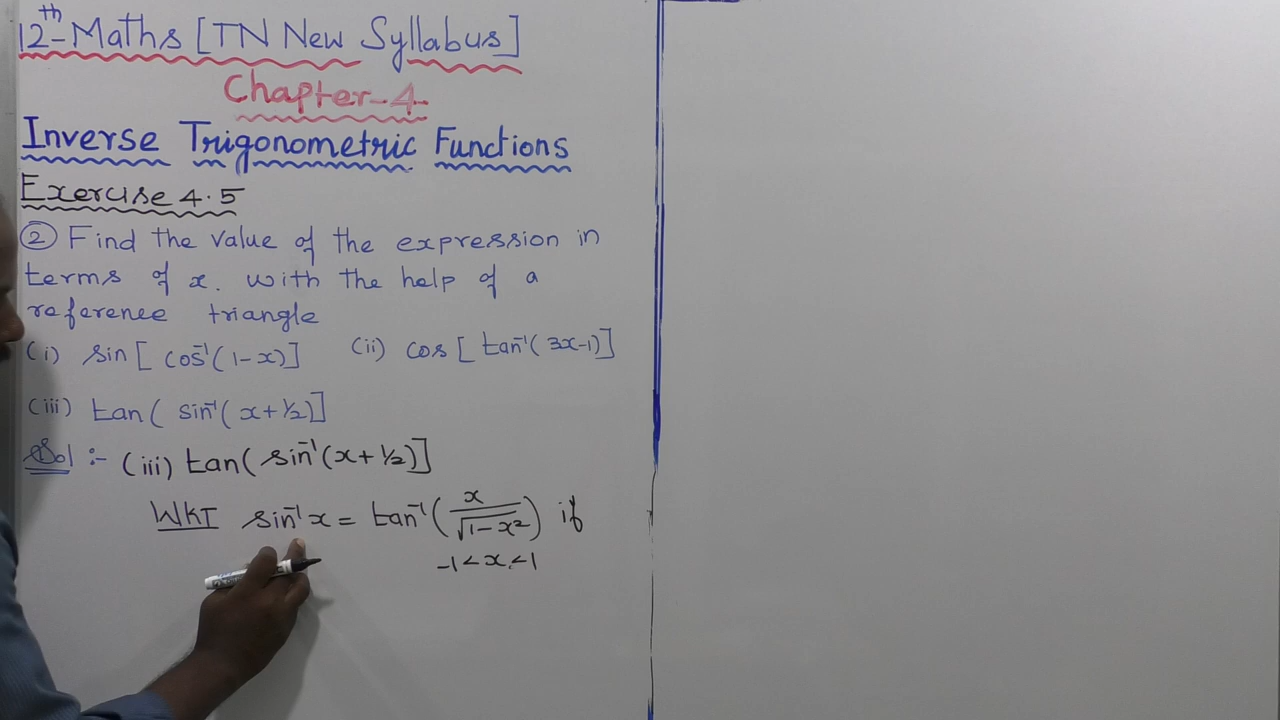 12th-Maths [TN New Syllabus]
Chapter-4
Inverse Trigonometric Functions
Exercise 4.5
② Find the value of the expression in
terms of x. with the help of a
reference triangle
(i) sin[cos⁻¹(1-x)] (ii) cos[tan⁻¹(3x-1)]
(iii) tan(sin⁻¹(x+1/2)]
Sol :- (iii) tan(sin⁻¹(x+1/2)]
WKT sin⁻¹x = tan⁻¹(x/√1-x²) if
-1<x<1